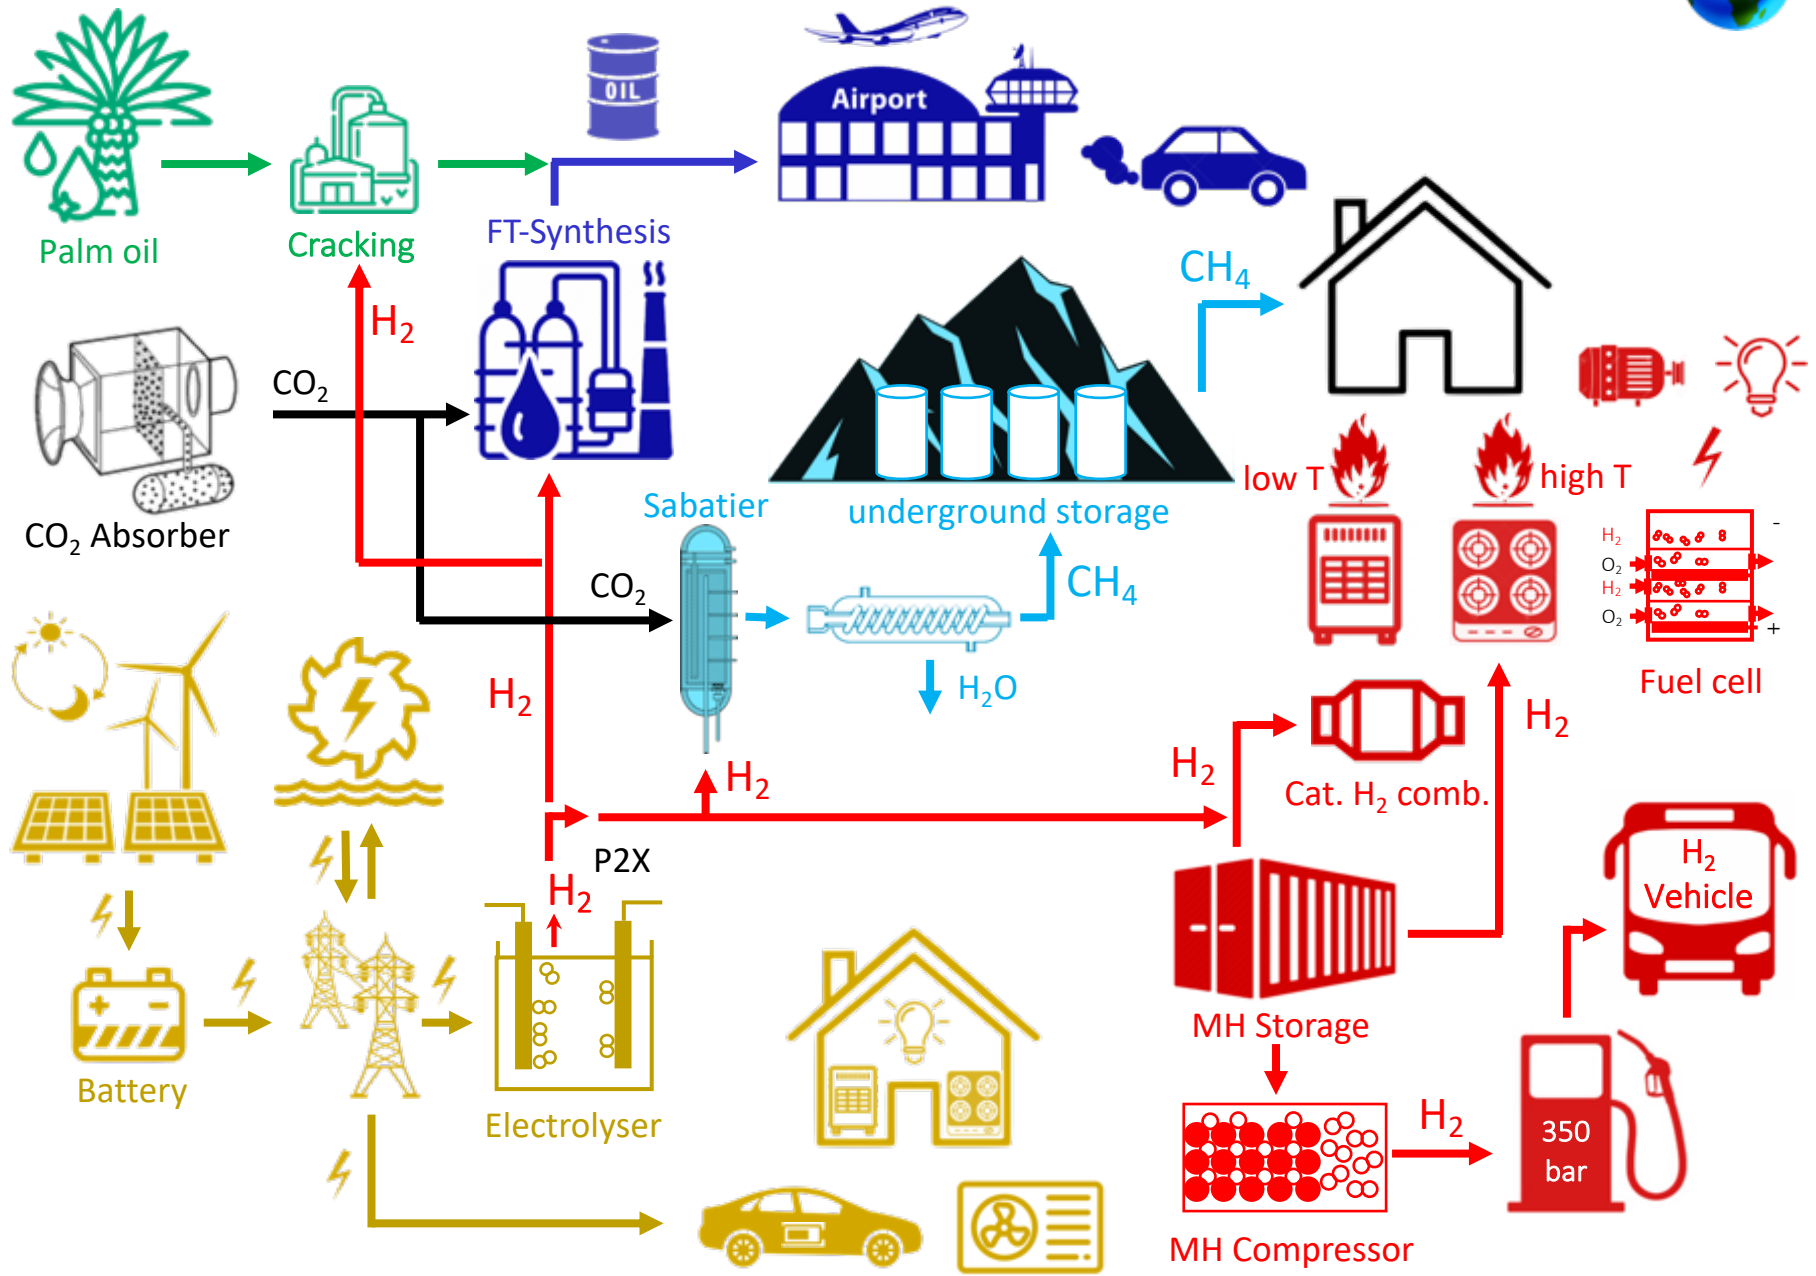 OIL
Airport
Palm oil
Cracking
FT-Synthesis
CH₄
H₂
CO₂
low T
high T
CO₂ Absorber
Sabatier
underground storage
H₂
-
O₂
H₂
O₂
+
CO₂
CH₄
H₂O
Fuel cell
H₂
H₂
H₂
H₂
Cat. H₂ comb.
P2X
H₂
H₂
Vehicle
+ -
Battery
Electrolyser
MH Storage
H₂
350
bar
MH Compressor